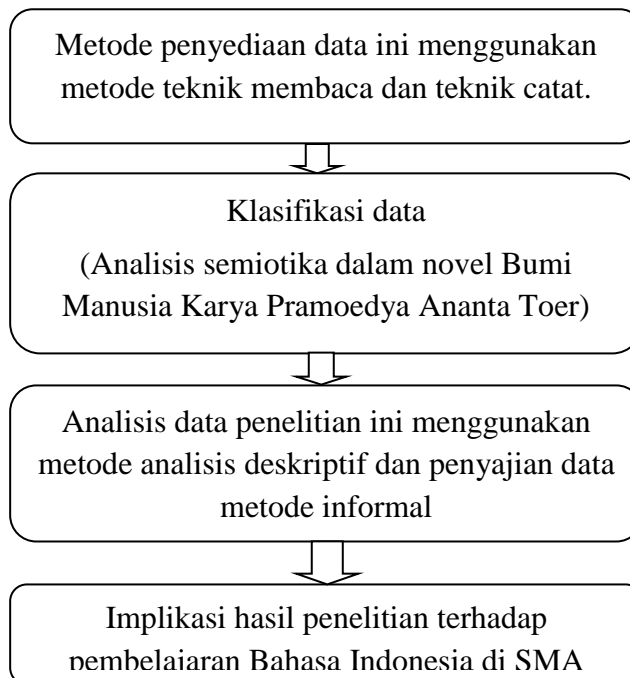 Metode penyediaan data ini menggunakan
metode teknik membaca dan teknik catat.
Klasifikasi data
(Analisis semiotika dalam novel Bumi
Manusia Karya Pramoedya Ananta Toer)
Analisis data penelitian ini menggunakan
metode analisis deskriptif dan penyajian data
metode informal
Implikasi hasil penelitian terhadap
pembelajaran Bahasa Indonesia di SMA